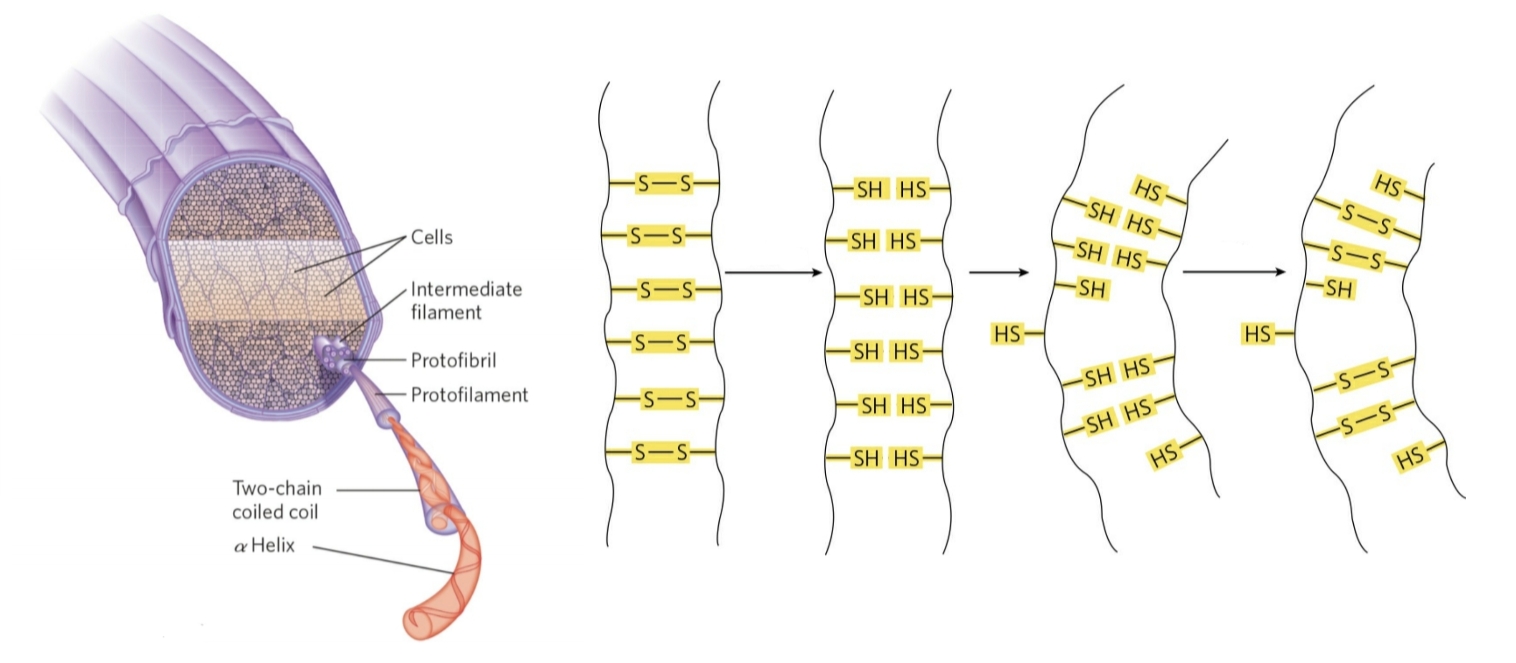 Cells
Intermediate
filament
Protofibril
Protofilament
Two-chain
coiled coil
α Helix
S—S
S—S
S—S
S—S
S—S
S—S
SH HS
SH HS
SH HS
SH HS
SH HS
SH HS
HS
SH HS
SH HS
SH
HS
SH HS
SH HS
HS
HS
S—S
S—S
SH
HS
S—S
S—S
HS